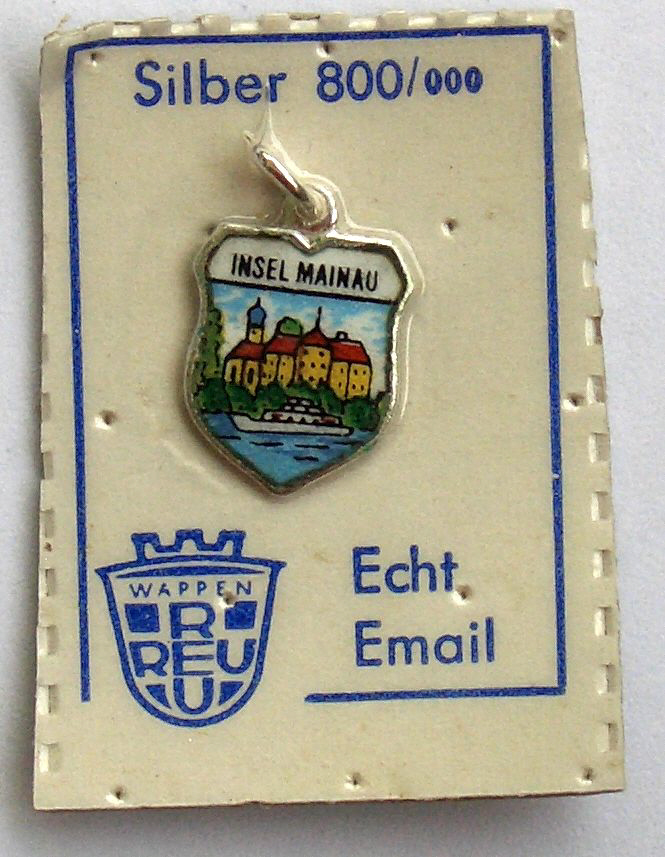 Silber 800/000
INSEL MAINAU
WAPPEN
R
REU
U
Echt
Email